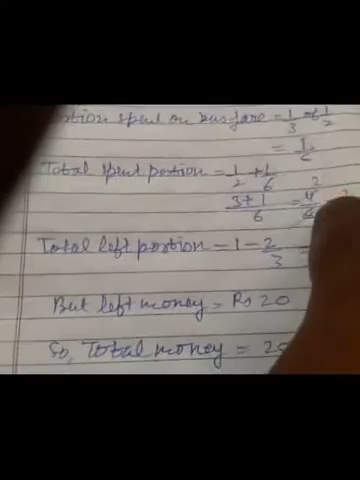 portion spent on bus fare = 1/3 of 1/2
= 1/6
Total spent portion = 1/2 + 1/6
3+1/6 = 4/6 2
Total left portion = 1 - 2/3
But left money = Rs 20
So, Total money = 20